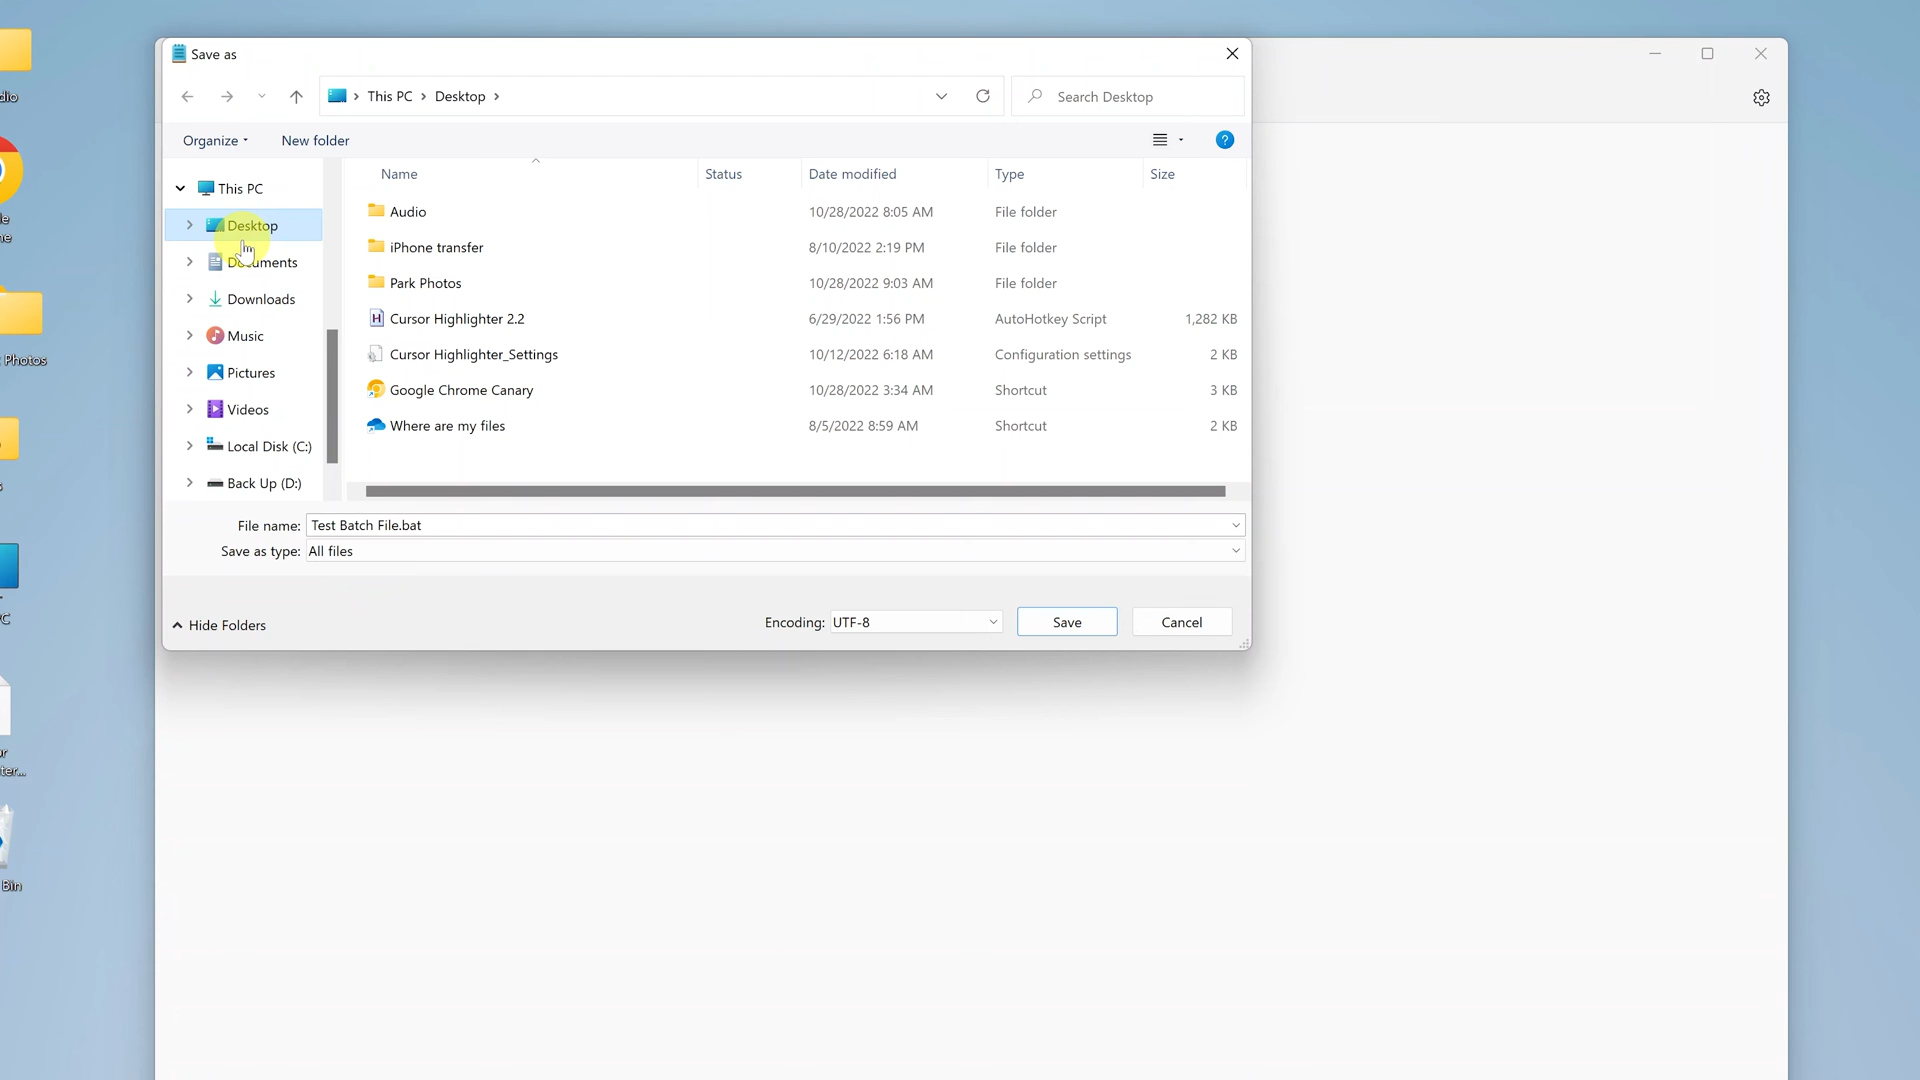 Save as
This PC
Desktop
Search Desktop
Organize
New folder
Name
Status
Date modified
Type
Size
This PC
Desktop
Documents
Downloads
Music
Pictures
Videos
Local Disk (C:)
Back Up (D:)
Audio 10/28/2022 8:05 AM File folder
iPhone transfer 8/10/2022 2:19 PM File folder
Park Photos 10/28/2022 9:03 AM File folder
Cursor Highlighter 2.2 6/29/2022 1:56 PM AutoHotkey Script 1,282 KB
Cursor Highlighter_Settings 10/12/2022 6:18 AM Configuration settings 2 KB
Google Chrome Canary 10/28/2022 3:34 AM Shortcut 3 KB
Where are my files 8/5/2022 8:59 AM Shortcut 2 KB
File name: Test Batch File.bat
Save as type: All files
Hide Folders
Encoding: UTF-8
Save
Cancel
Photos
Bin